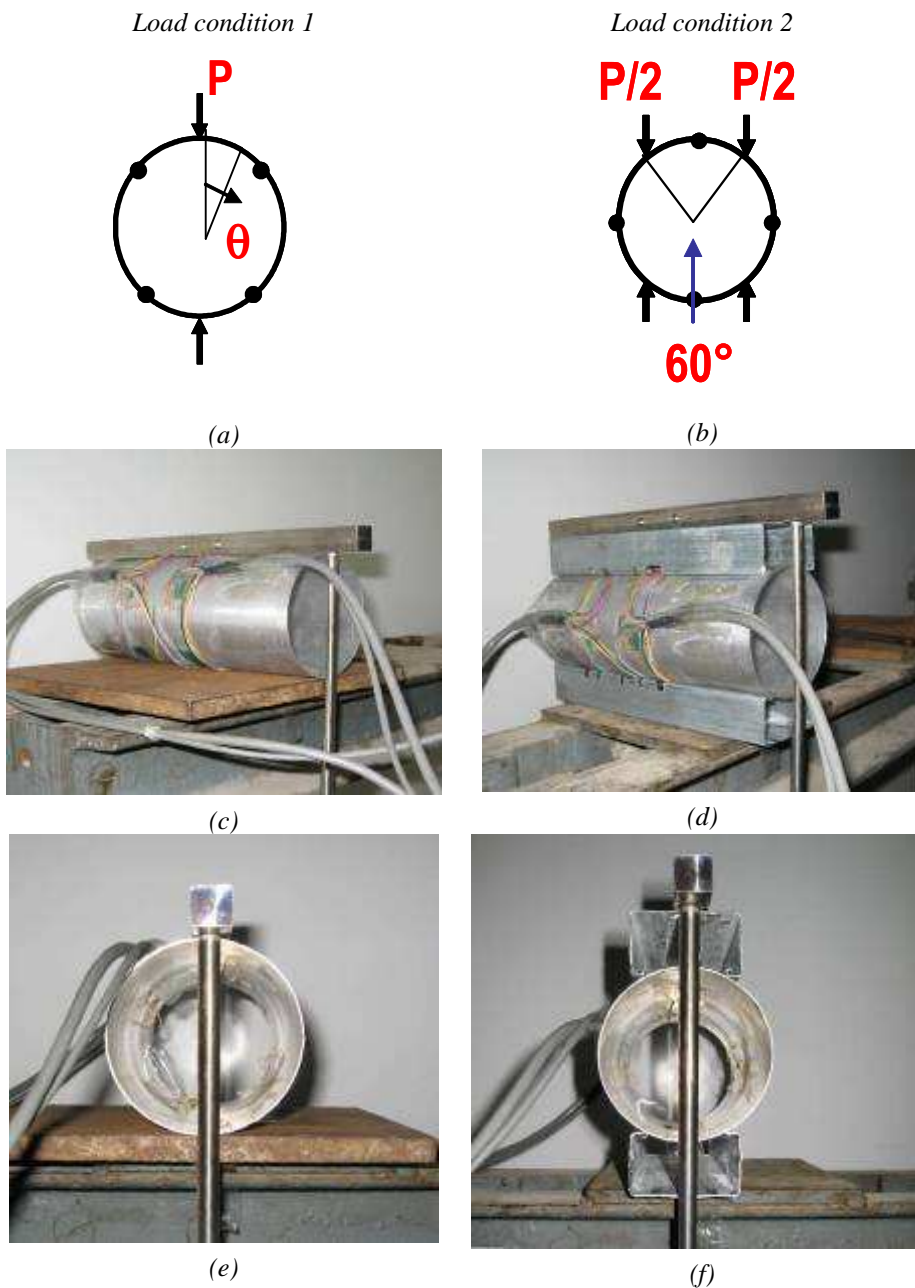 Load condition 1
Load condition 2
P
θ
P/2 P/2
60°
(a)
(b)
(c)
(d)
(e)
(f)